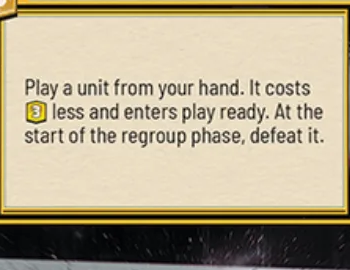 Play a unit from your hand. It costs
3 less and enters play ready. At the
start of the regroup phase, defeat it.